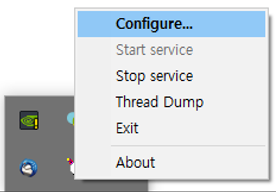 Configure...
Start service
Stop service
Thread Dump
Exit
About